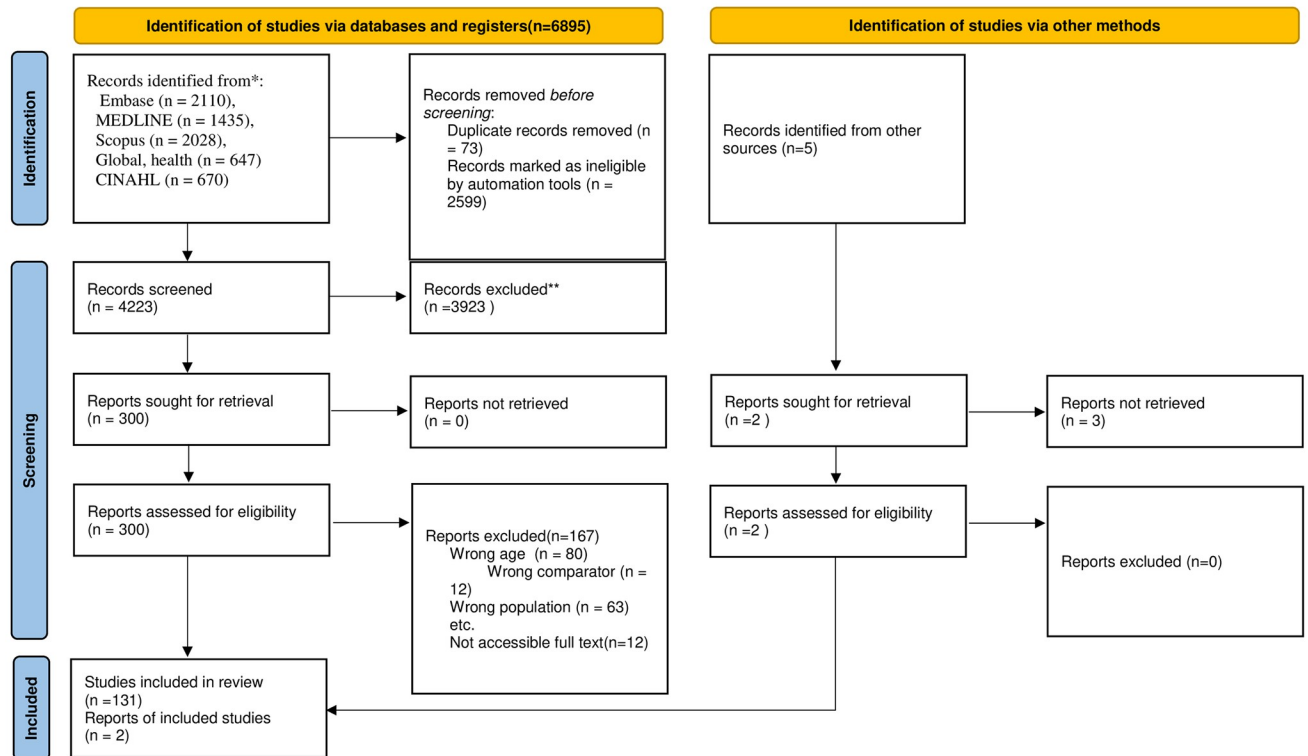 Identification of studies via databases and registers(n=6895)
Identification of studies via other methods
Identification
Records identified from*:
Embase (n = 2110),
MEDLINE (n = 1435),
Scopus (n = 2028),
Global, health (n = 647)
CINAHL (n = 670)
Records removed before
screening:
Duplicate records removed (n
= 73)
Records marked as ineligible
by automation tools (n =
2599)
Records identified from other
sources (n=5)
Screening
Records screened
(n = 4223)
Records excluded**
(n =3923 )
Reports sought for retrieval
(n = 300)
Reports not retrieved
(n = 0)
Reports sought for retrieval
(n =2 )
Reports not retrieved
(n = 3)
Reports assessed for eligibility
(n = 300)
Reports excluded(n=167)
Wrong age (n = 80)
Wrong comparator (n =
12)
Wrong population (n = 63)
etc.
Not accessible full text(n=12)
Reports assessed for eligibility
(n =2 )
Reports excluded (n=0)
Included
Studies included in review
(n =131)
Reports of included studies
(n = 2)